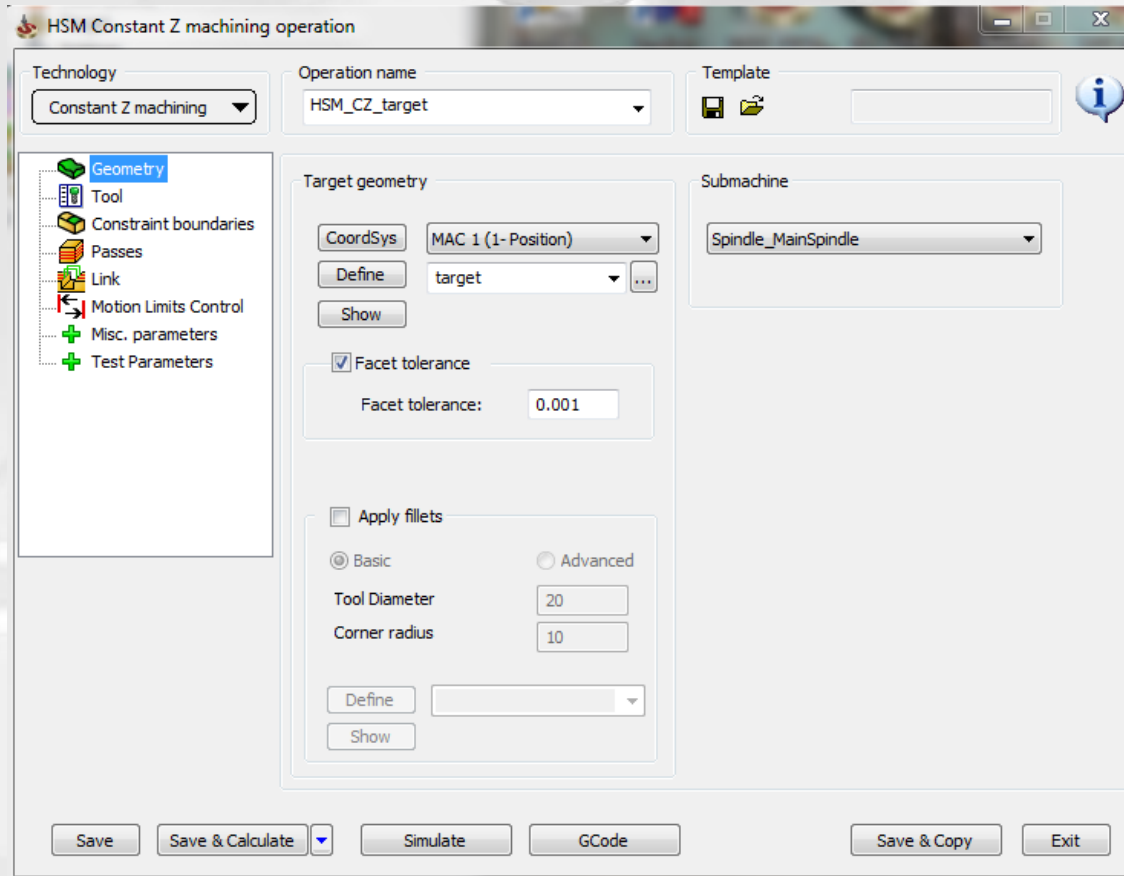 HSM Constant Z machining operation
Technology
Constant Z machining
Operation name
HSM_CZ_target
Template
Geometry
Tool
Constraint boundaries
Passes
Link
Motion Limits Control
Misc. parameters
Test Parameters
Target geometry
CoordSys
MAC 1 (1- Position)
Define
target
...
Show
Facet tolerance
Facet tolerance:
0.001
Apply fillets
Basic
Advanced
Tool Diameter
20
Corner radius
10
Define
Show
Submachine
Spindle_MainSpindle
Save
Save & Calculate
Simulate
GCode
Save & Copy
Exit